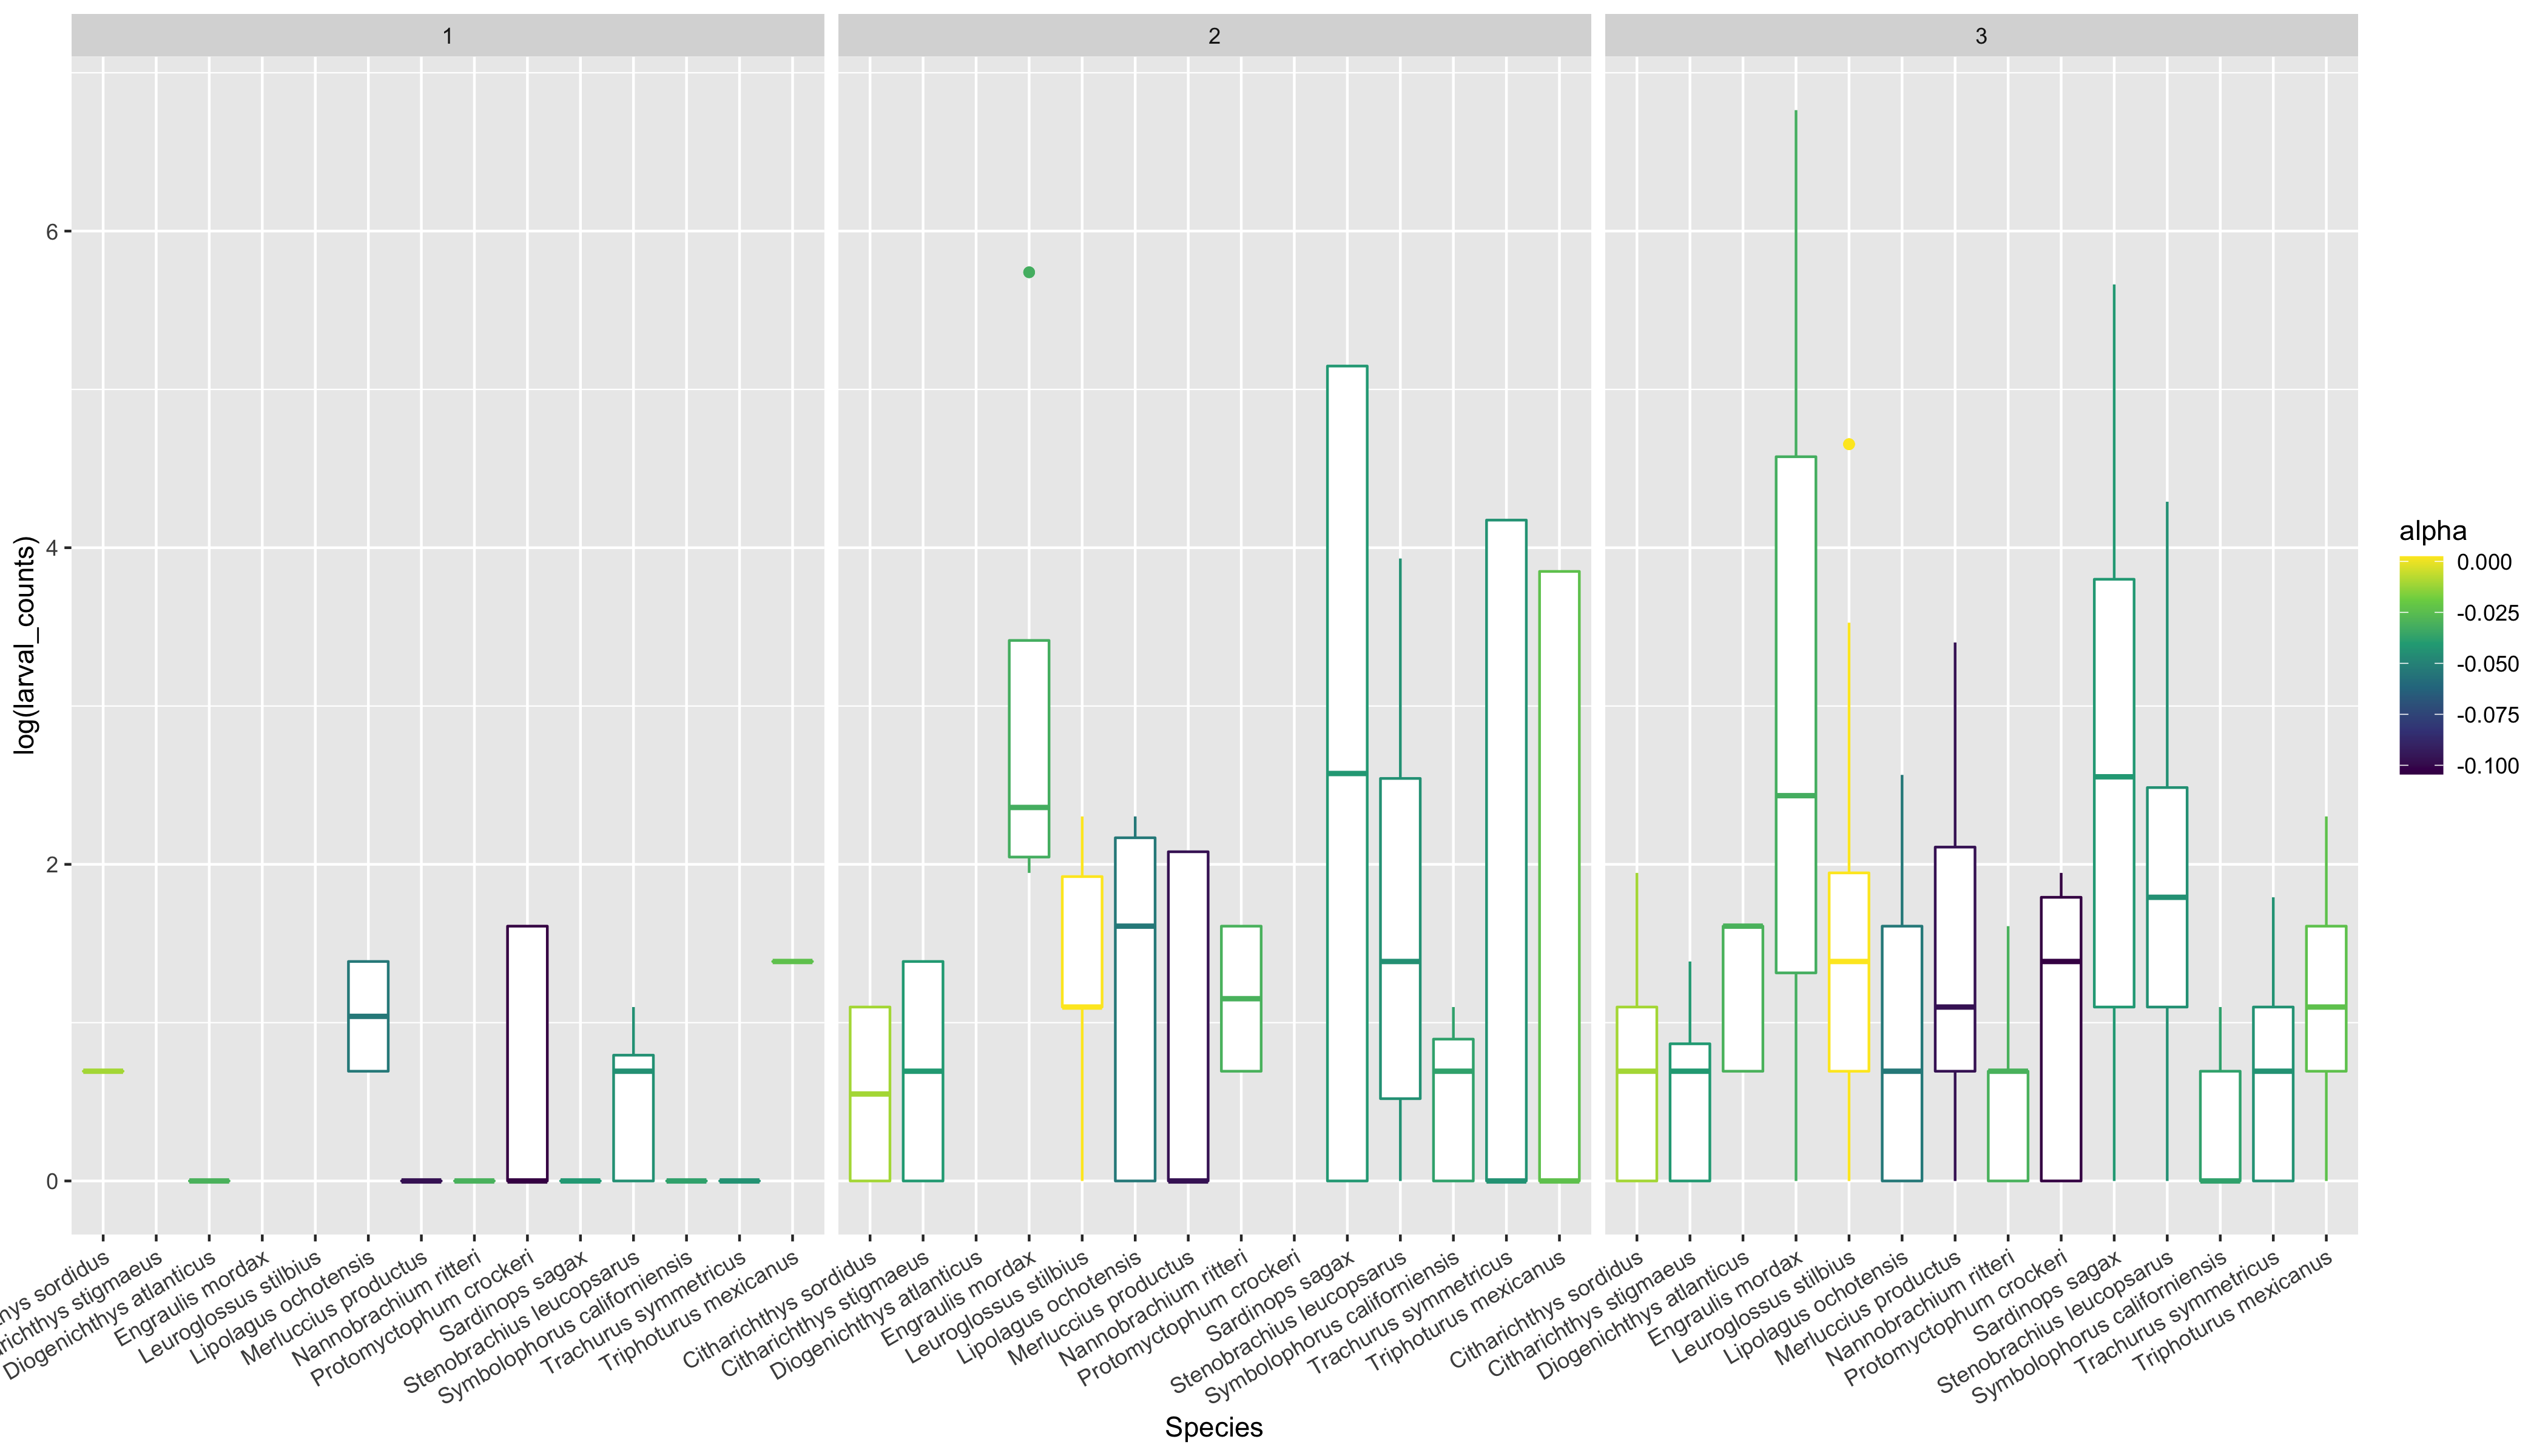 1
2
3
6
4
2
0
log(larval_counts)
alpha
0.000
-0.025
-0.050
-0.075
-0.100
sordidus
stigmaeus
Diogenichthys atlanticus
Engraulis mordax
Leuroglossus stilbius
Lipolagus ochotensis
Merluccius productus
Nannobrachium ritteri
Protomyctophum crockeri
Sardinops sagax
Stenobrachius leucopsarus
Symbolophorus californiensis
Trachurus symmetricus
Triphoturus mexicanus
Citharichthys sordidus
Citharichthys stigmaeus
Diogenichthys atlanticus
Engraulis mordax
Leuroglossus stilbius
Lipolagus ochotensis
Merluccius productus
Nannobrachium ritteri
Protomyctophum crockeri
Sardinops sagax
Stenobrachius leucopsarus
Symbolophorus californiensis
Trachurus symmetricus
Triphoturus mexicanus
Citharichthys sordidus
Citharichthys stigmaeus
Diogenichthys atlanticus
Engraulis mordax
Leuroglossus stilbius
Lipolagus ochotensis
Merluccius productus
Nannobrachium ritteri
Protomyctophum crockeri
Sardinops sagax
Stenobrachius leucopsarus
Symbolophorus californiensis
Trachurus symmetricus
Triphoturus mexicanus
Species